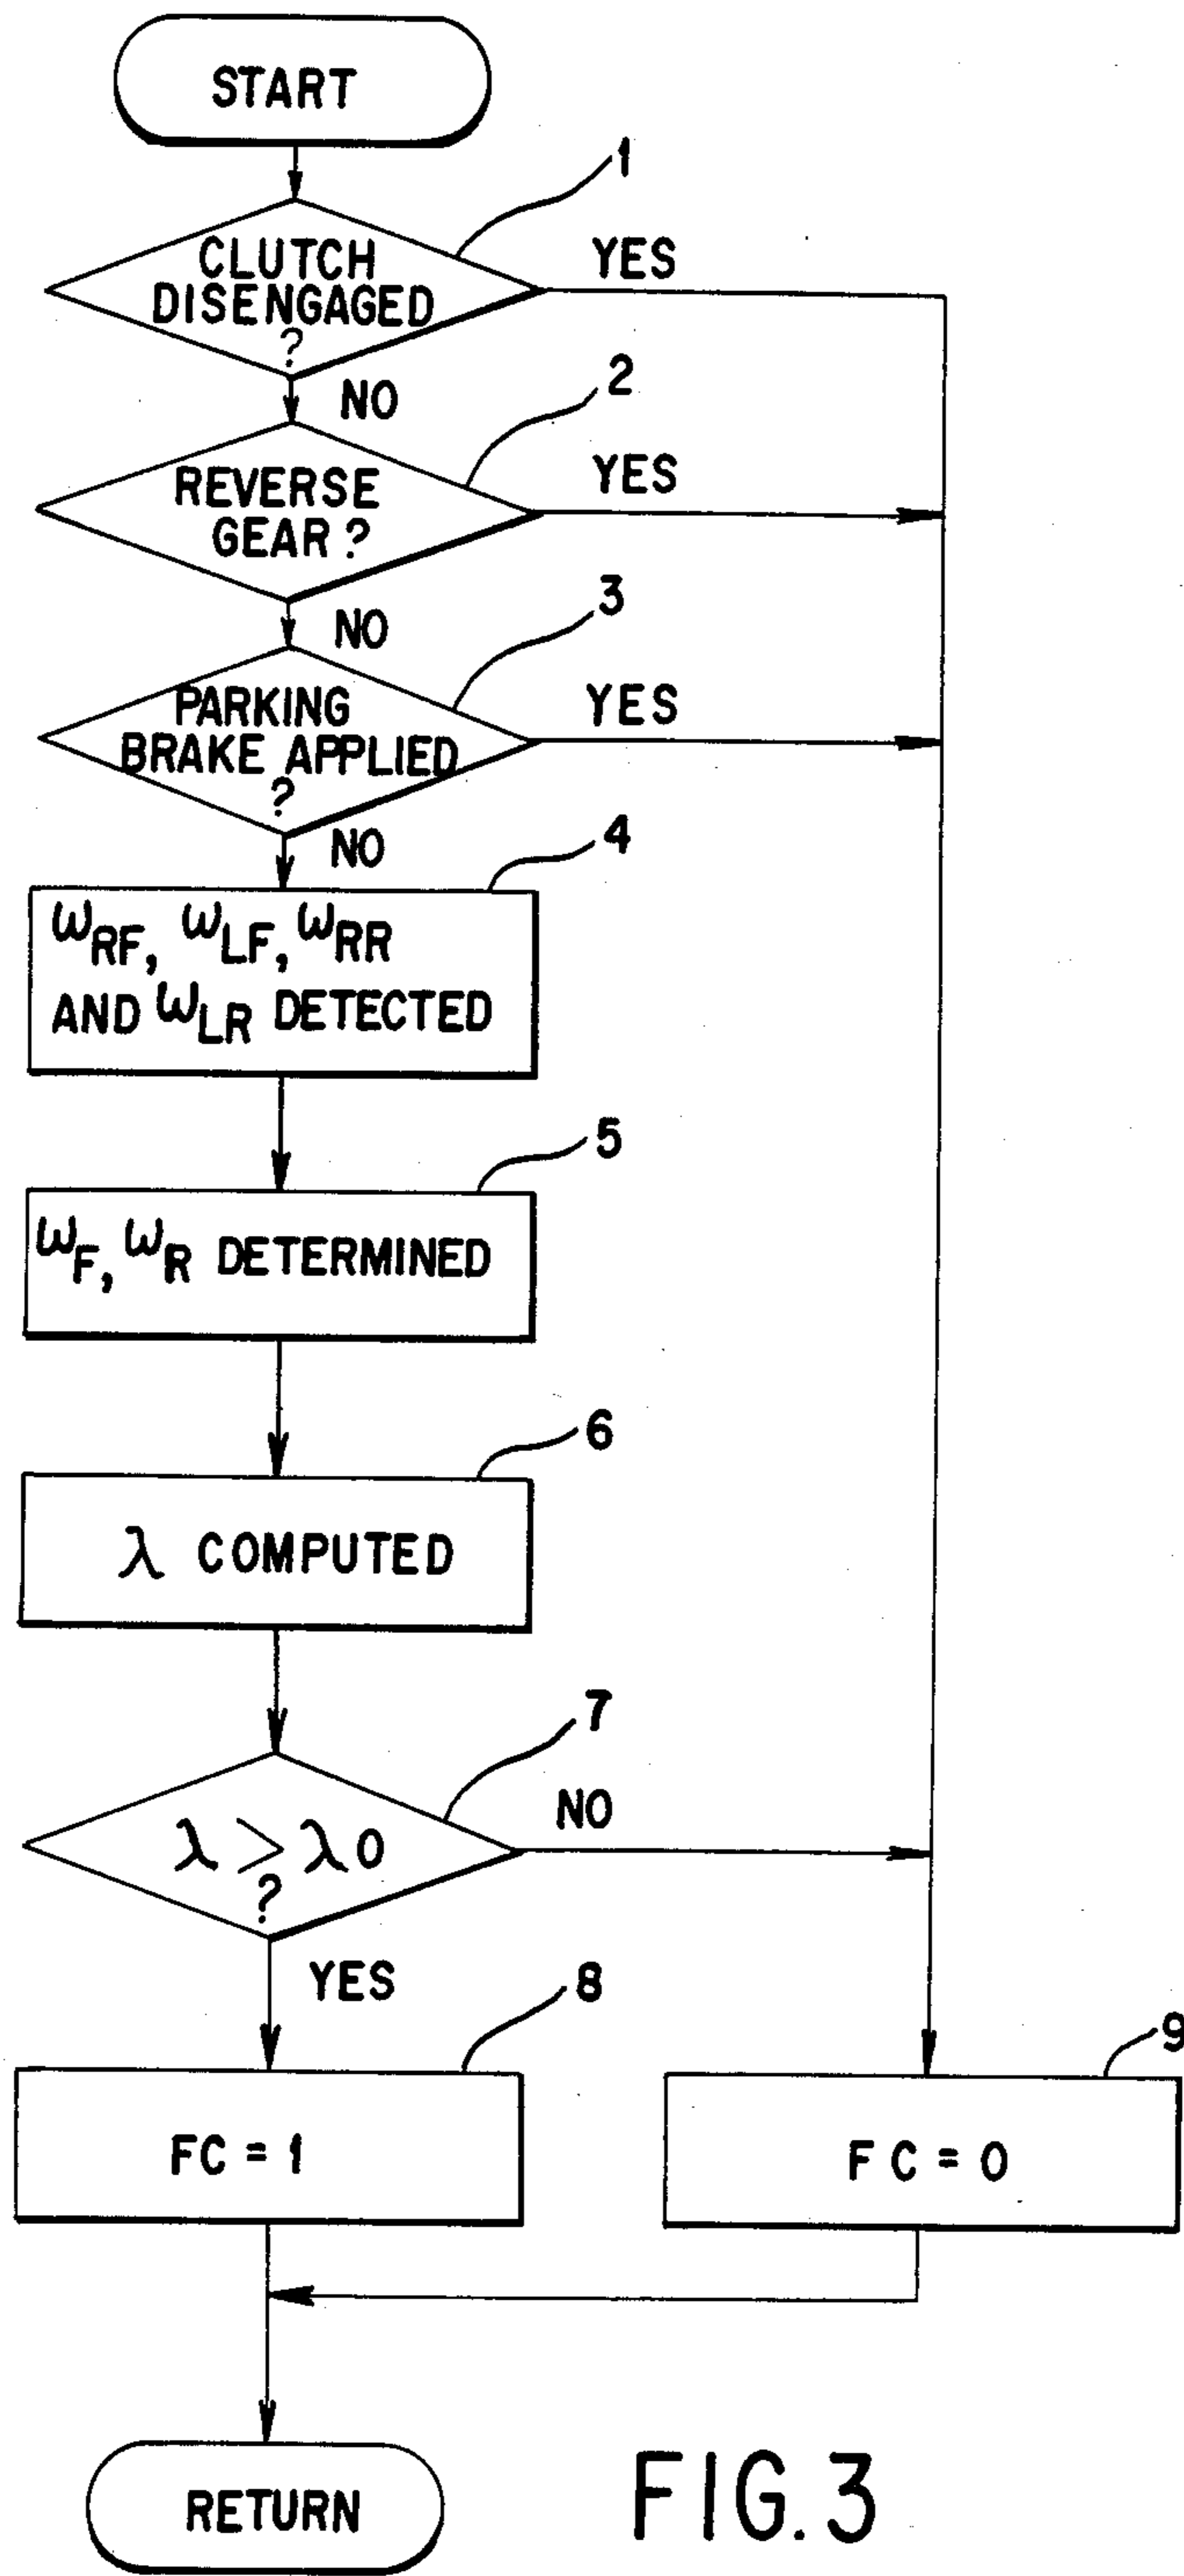 START
1
CLUTCH
DISENGAGED
?
YES
NO
2
REVERSE
GEAR ?
YES
NO
3
PARKING
BRAKE APPLIED
?
YES
NO
4
ωRF, ωLF, ωRR
AND ωLR DETECTED
5
ωF, ωR DETERMINED
6
λ COMPUTED
7
λ > λ0
?
NO
YES
8
FC = 1
9
FC = 0
RETURN
FIG. 3